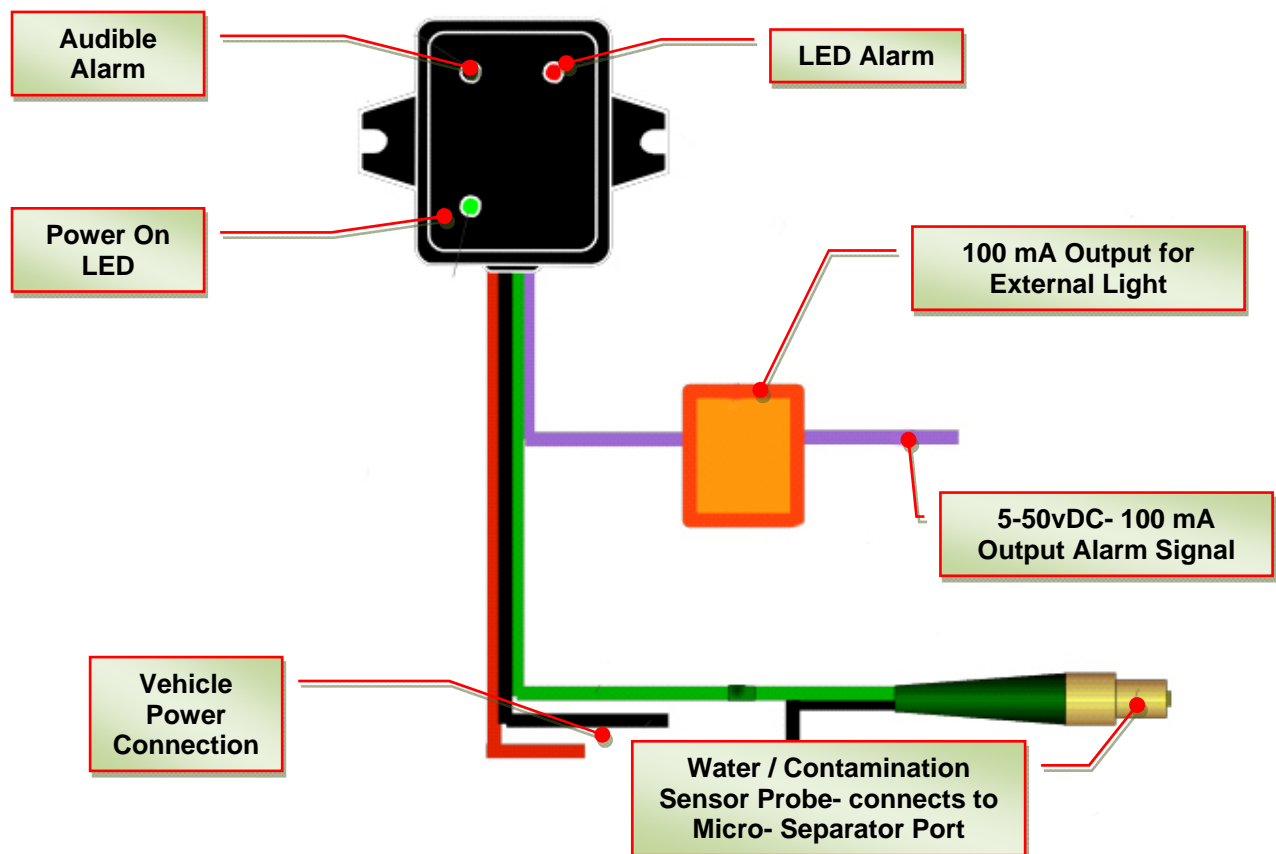 Audible
Alarm
LED Alarm
Power On
LED
100 mA Output for
External Light
5-50vDC- 100 mA
Output Alarm Signal
Vehicle
Power
Connection
Water / Contamination
Sensor Probe- connects to
Micro- Separator Port